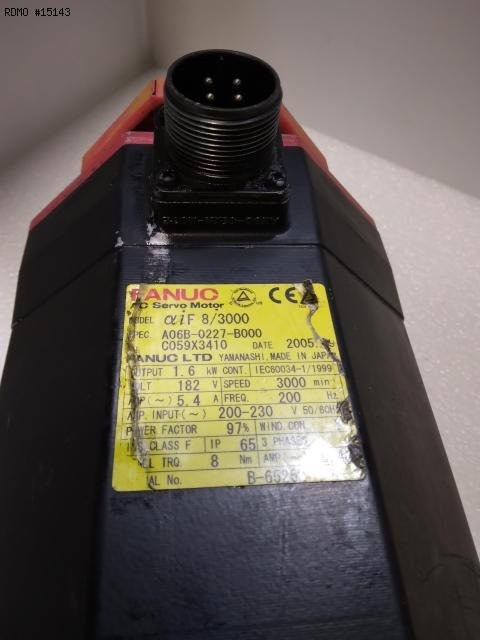 RDMO #15143
FANUC
AC Servo Motor
CE
MODEL αiF 8/3000
SPEC. A06B-0227-B000
C059X3410 DATE 2005.
FANUC LTD YAMANASHI, MADE IN JAPAN
OUTPUT 1.6 kW CONT. IEC60034-1/1999
VOLT 182 V SPEED 3000 min
AMP(~) 5.4 A FREQ. 200 Hz
AMP. INPUT(~) 200-230 V 50/60Hz
POWER FACTOR 97% WIND. CON
INS. CLASS F IP 65 3 PHASES
STALL TRQ. 8 Nm AMB.
No.